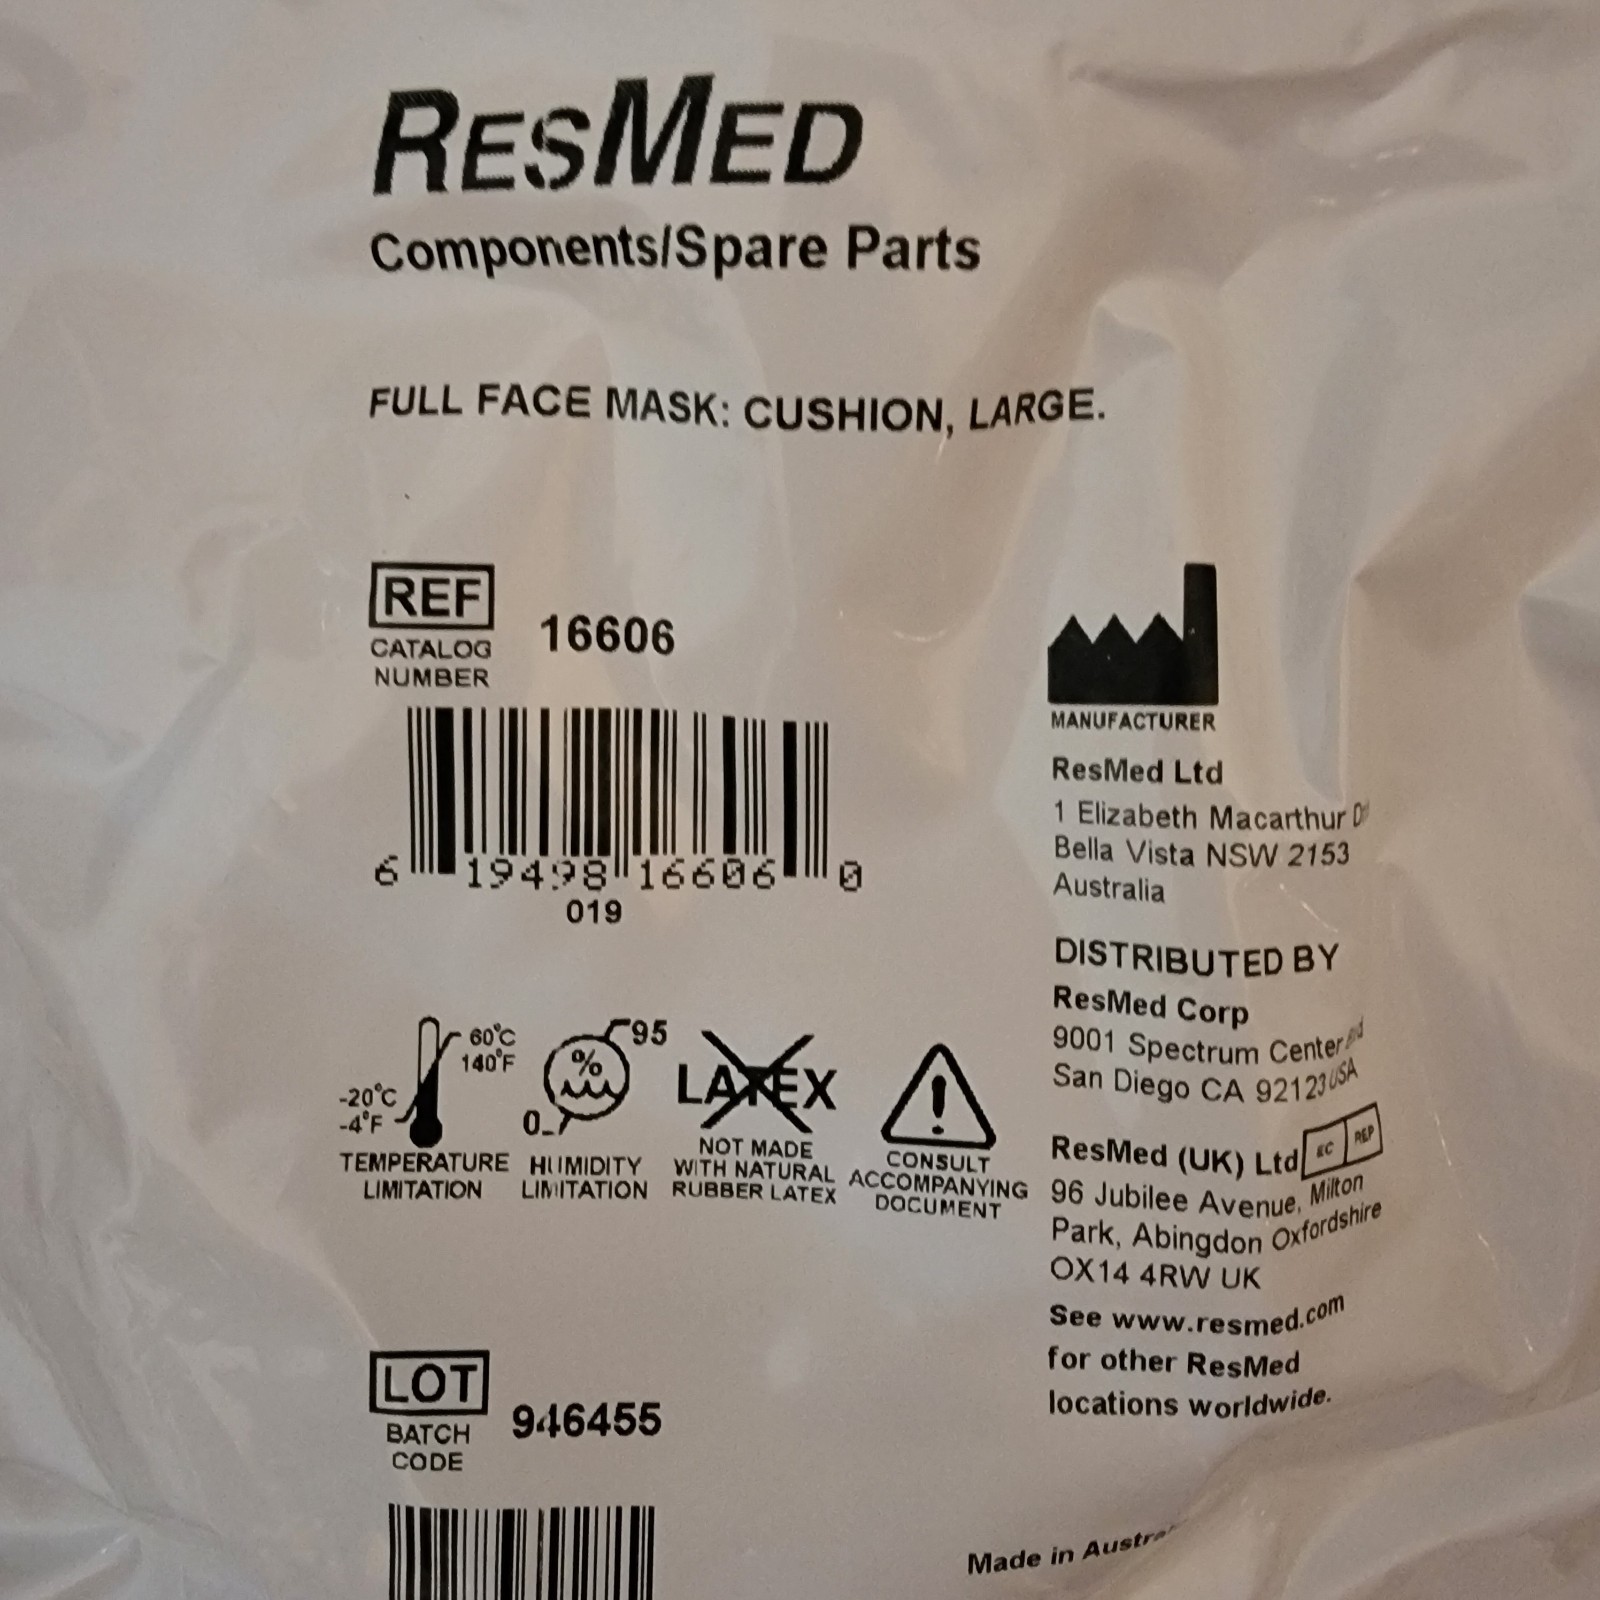 RESMED
Components/Spare Parts
FULL FACE MASK: CUSHION, LARGE.
REF
CATALOG
NUMBER
16606
6 19498 16606 0
019
60°C
140°F
-20°C
-4°F
TEMPERATURE
LIMITATION
95
%
0
HUMIDITY
LIMITATION
LATEX
NOT MADE
WITH NATURAL
RUBBER LATEX
!
CONSULT
ACCOMPANYING
DOCUMENT
LOT
BATCH
CODE
946455
MANUFACTURER
ResMed Ltd
1 Elizabeth Macarthur
Bella Vista NSW 2153
Australia
DISTRIBUTED BY
ResMed Corp
9001 Spectrum Center
San Diego CA 92123 USA
ResMed (UK) Ltd EC REP
96 Jubilee Avenue, Milton
Park, Abingdon Oxfordshire
OX14 4RW UK
See www.resmed.com
for other ResMed
locations worldwide.
Made in